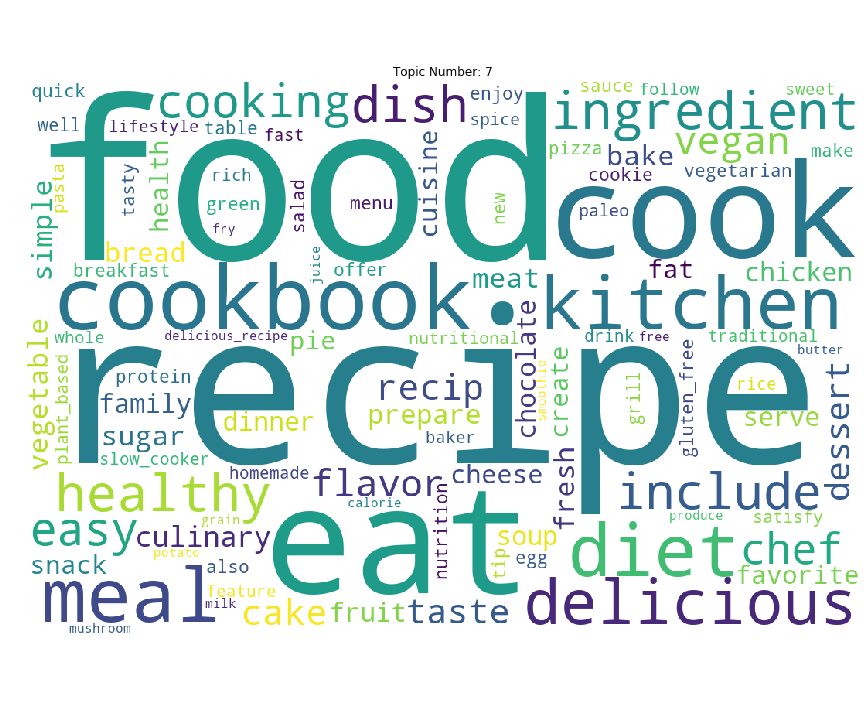 Topic Number: 7
quick
cooking
dish
enjoy
sauce
follow
sweet
well
lifestyle
table
fast
spice
ingredient
food
pasta
tasty
health
rich
green
fry
salad
menu
cuisine
new
pizza
bake
vegan
make
cookie
vegetarian
paleo
cook
simple
bread
breakfast
juice
offer
meat
fat
chicken
cookbook
kitchen
whole
delicious_recipe
pie
nutritional
chocolate
smoothie
create
drink
free
traditional
butter
recipe
vegetable
plant_based
protein
family
sugar
slow_cooker
dinner
recip
prepare
baker
grill
gluten_free
rice
serve
dessert
homemade
cheese
fresh
healthy
flavor
calorie
include
eat
easy
grain
culinary
potato
nutrition
soup
tip
egg
produce
satisfy
diet
chef
snack
also
favorite
meal
feature
milk
cake
fruit
taste
delicious
mushroom